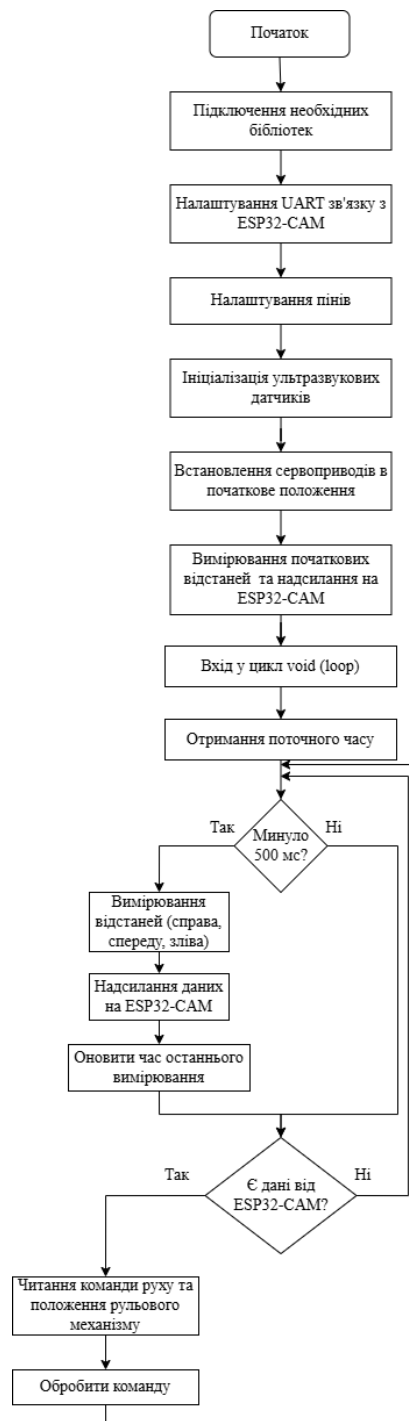 Початок
Підключення необхідних
бібліотек
Налаштування UART зв'язку з
ESP32-CAM
Налаштування пінів
Ініціалізація ультразвукових
датчиків
Встановлення сервоприводів в
початкове положення
Вимірювання початкових
відстаней та надсилання на
ESP32-CAM
Вхід у цикл void (loop)
Отримання поточного часу
Так
Ні
Минуло
500 мс?
Вимірювання
відстаней (справа,
спереду, зліва)
Надсилання даних
на ESP32-CAM
Оновити час останнього
вимірювання
Так
Ні
Є дані від
ESP32-CAM?
Читання команди руху та
положення рульового
механізму
Обробити команду